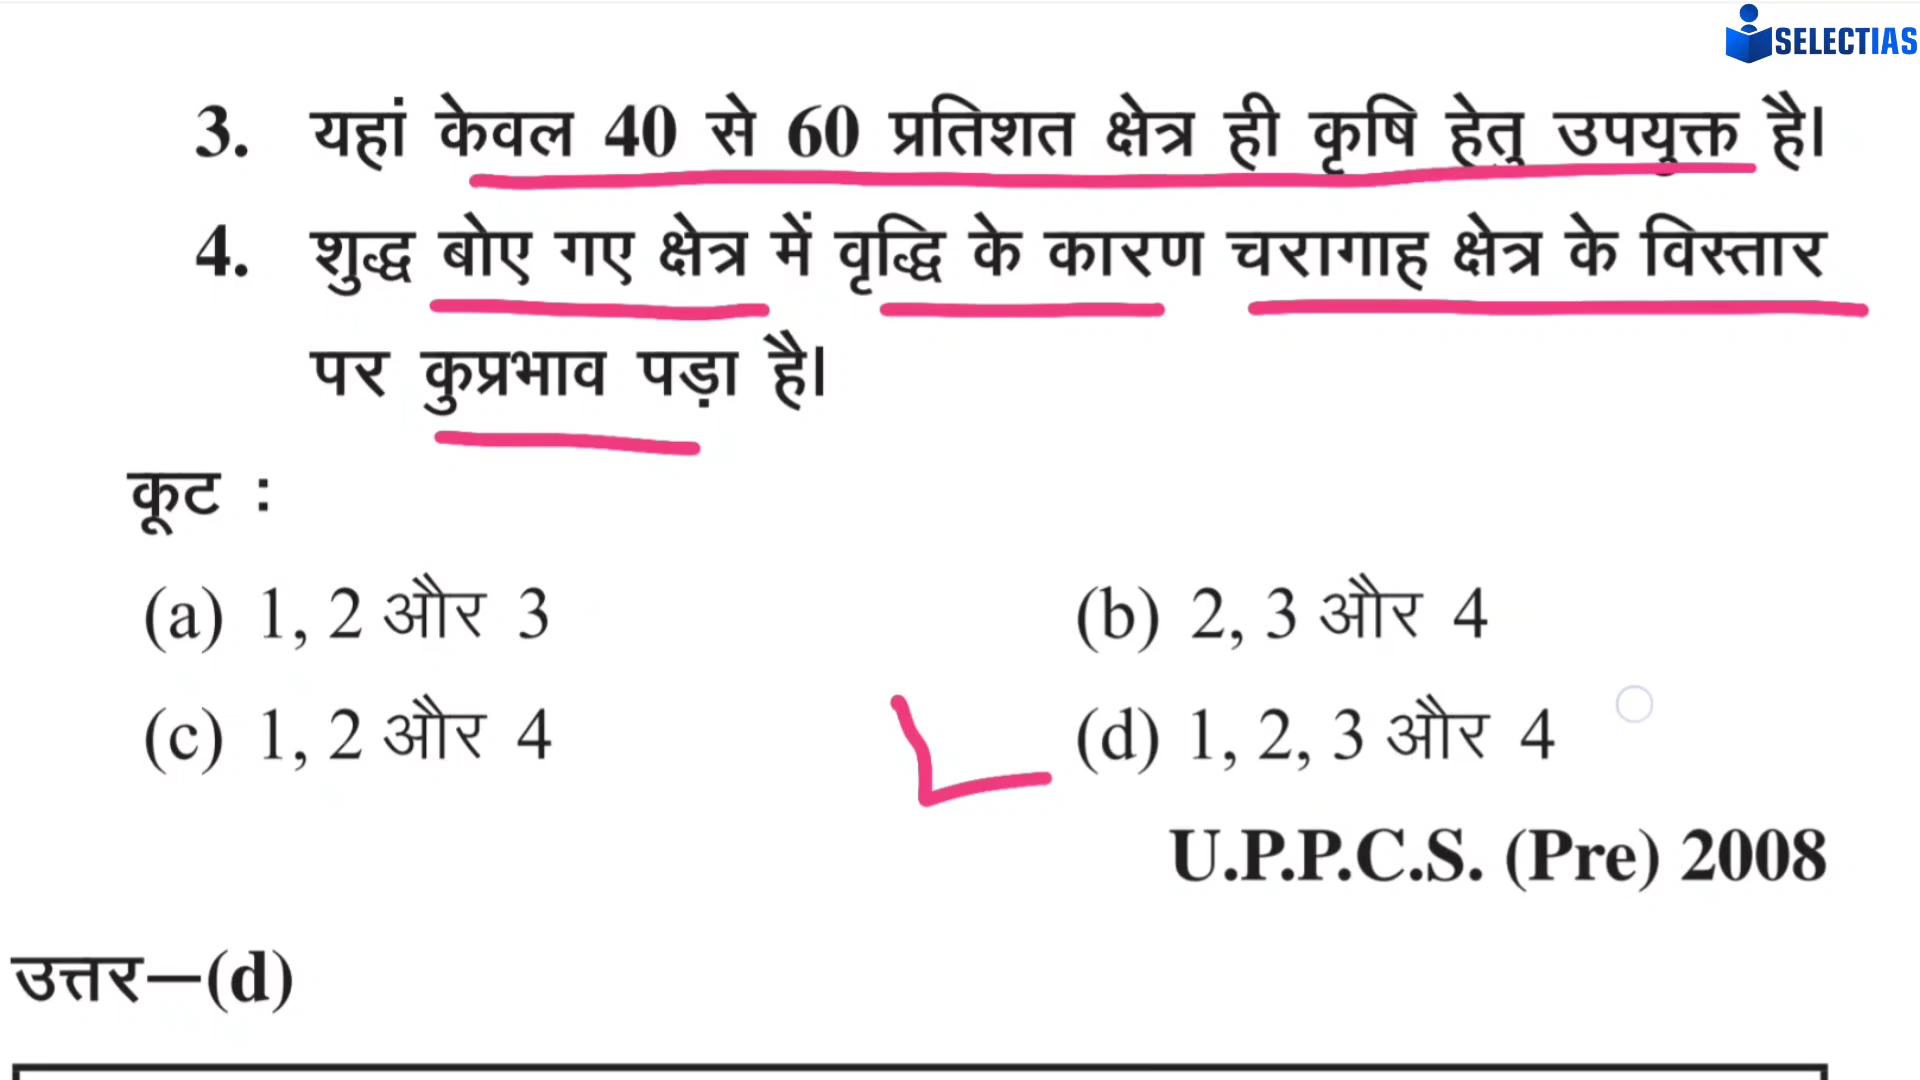 SELECTIAS
3. यहां केवल 40 से 60 प्रतिशत क्षेत्र ही कृषि हेतु उपयुक्त है।
4. शुद्ध बोए गए क्षेत्र में वृद्धि के कारण चरागाह क्षेत्र के विस्तार
पर कुप्रभाव पड़ा है।
कूट :
(a) 1, 2 और 3 (b) 2, 3 और 4
(c) 1, 2 और 4 (d) 1, 2, 3 और 4
U.P.P.C.S. (Pre) 2008
उत्तर—(d)